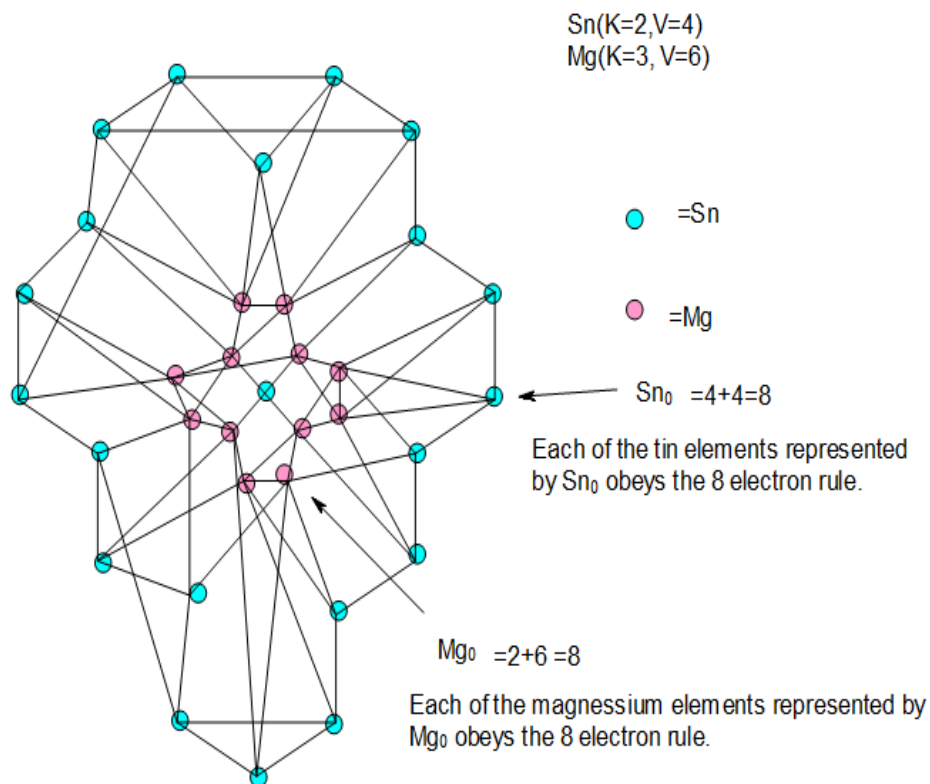 Sn(K=2,V=4)
Mg(K=3, V=6)
=Sn
=Mg
Sn₀ =4+4=8
Each of the tin elements represented
by Sn₀ obeys the 8 electron rule.
Mg₀ =2+6 =8
Each of the magnessium elements represented by
Mg₀ obeys the 8 electron rule.